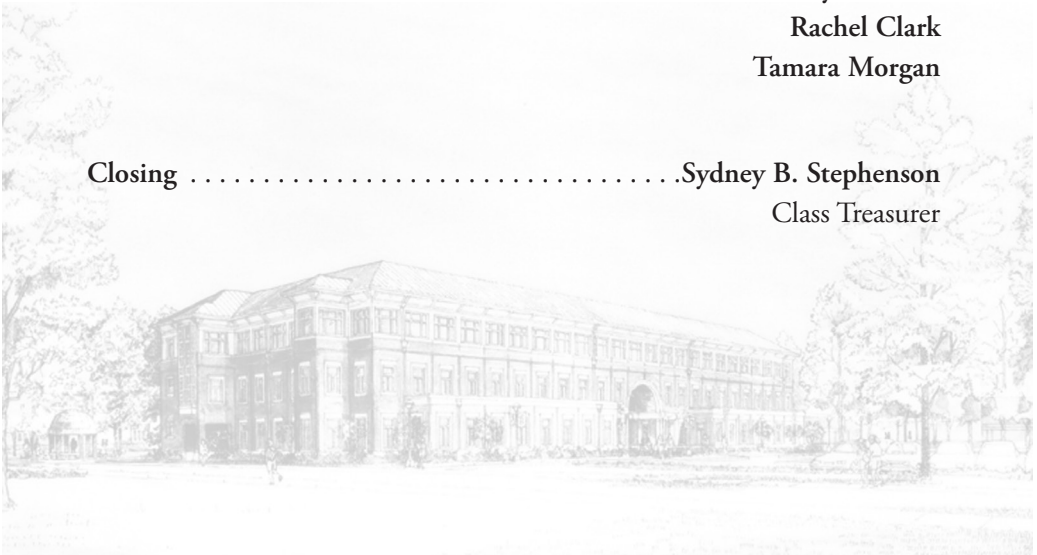 Rachel Clark
Tamara Morgan
Closing . . . . . . . . . . . . . . . . . . . . . . . . . . . . . . . . . . .Sydney B. Stephenson
Class Treasurer